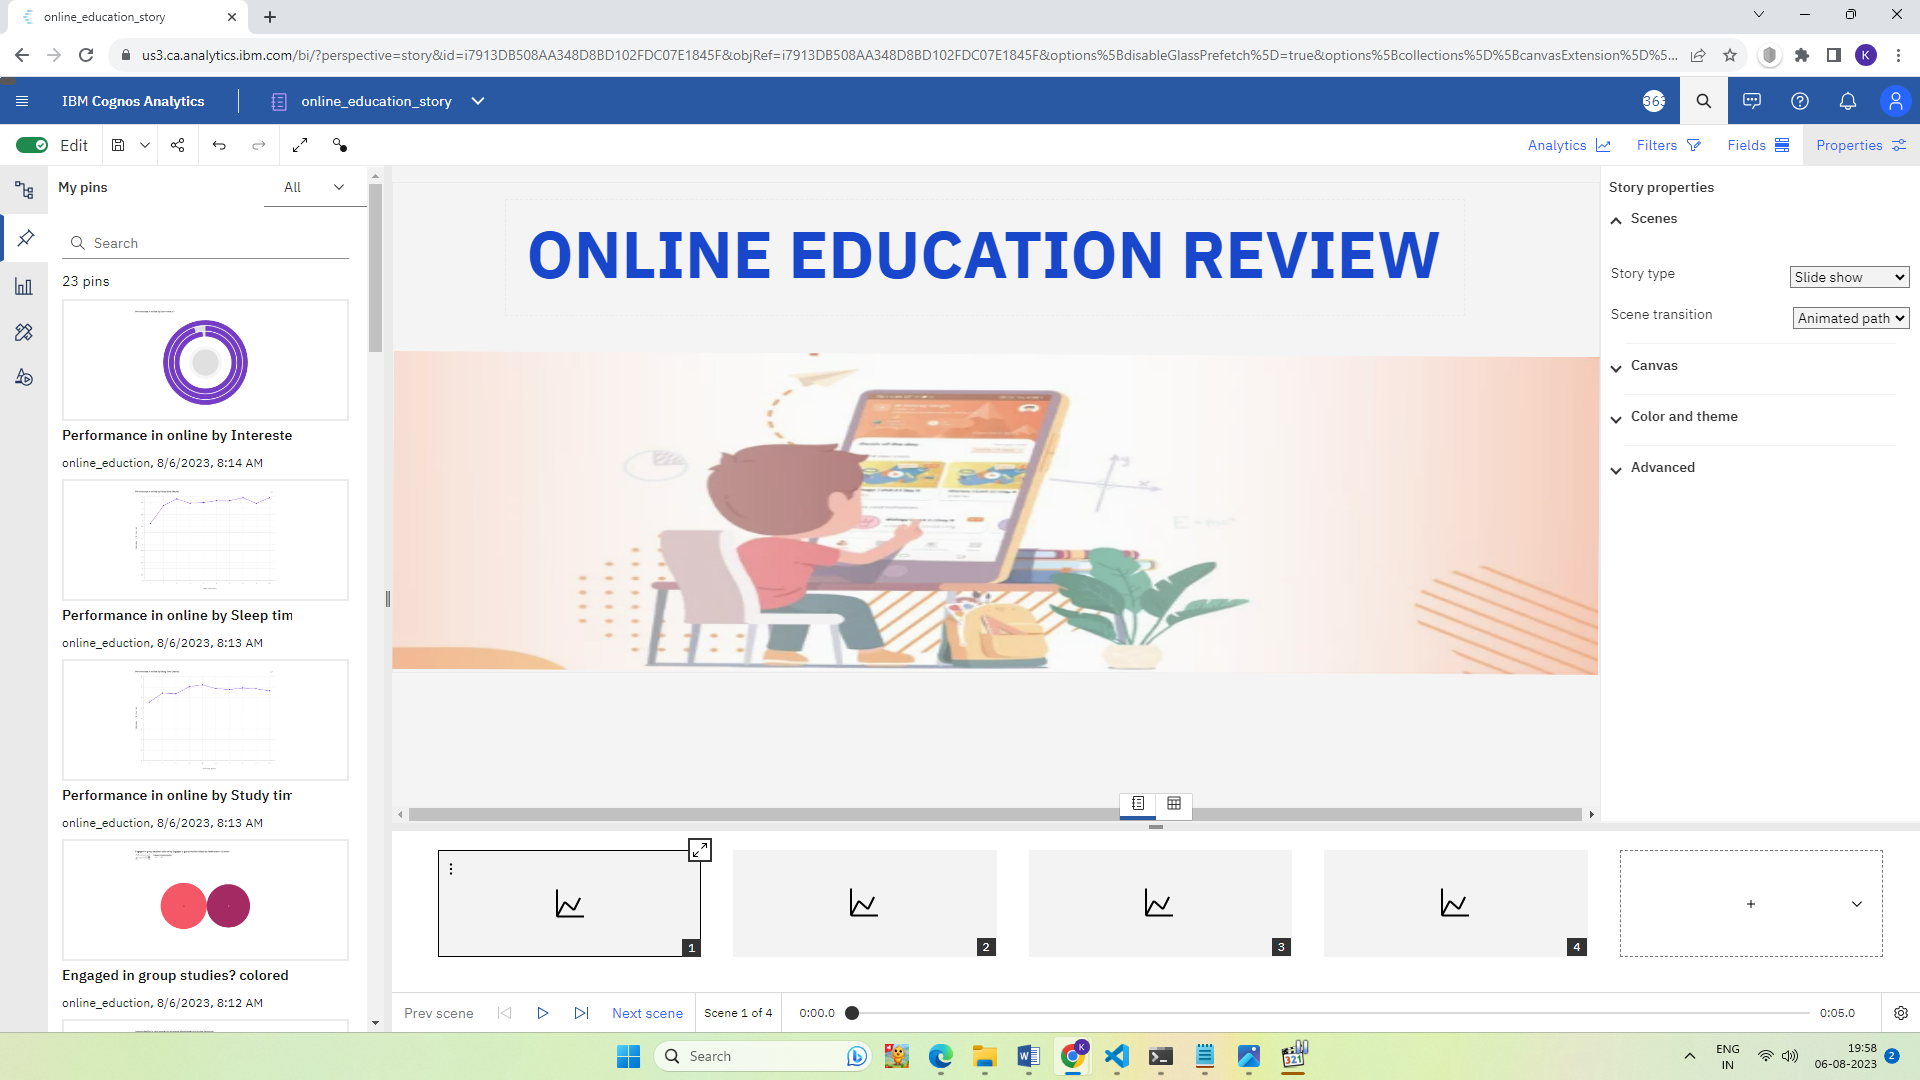 online_education_story
us3.ca.analytics.ibm.com/bi/?perspective=story&id=i7913DB508AA348D8BD102FDC07E1845F&objRef=i7913DB508AA348D8BD102FDC07E1845F&options%5BdisableGlassPrefetch%5D=true&options%5Bcollections%5D%5BcanvasExtension%5D%5...
K
IBM Cognos Analytics
online_education_story
363
Edit
Analytics
Filters
Fields
Properties
My pins
All
Search
23 pins
Performance in online by Intereste
online_eduction, 8/6/2023, 8:14 AM
Performance in online by Sleep tim
online_eduction, 8/6/2023, 8:13 AM
Performance in online by Study tim
online_eduction, 8/6/2023, 8:13 AM
Engaged in group studies? colored
online_eduction, 8/6/2023, 8:12 AM
ONLINE EDUCATION REVIEW
Story properties
Scenes
Story type
Slide show
Scene transition
Animated path
Canvas
Color and theme
Advanced
1
2
3
4
Prev scene
Next scene
Scene 1 of 4
0:00.0
0:05.0
Search
K
321
ENG
IN
19:58
06-08-2023
2